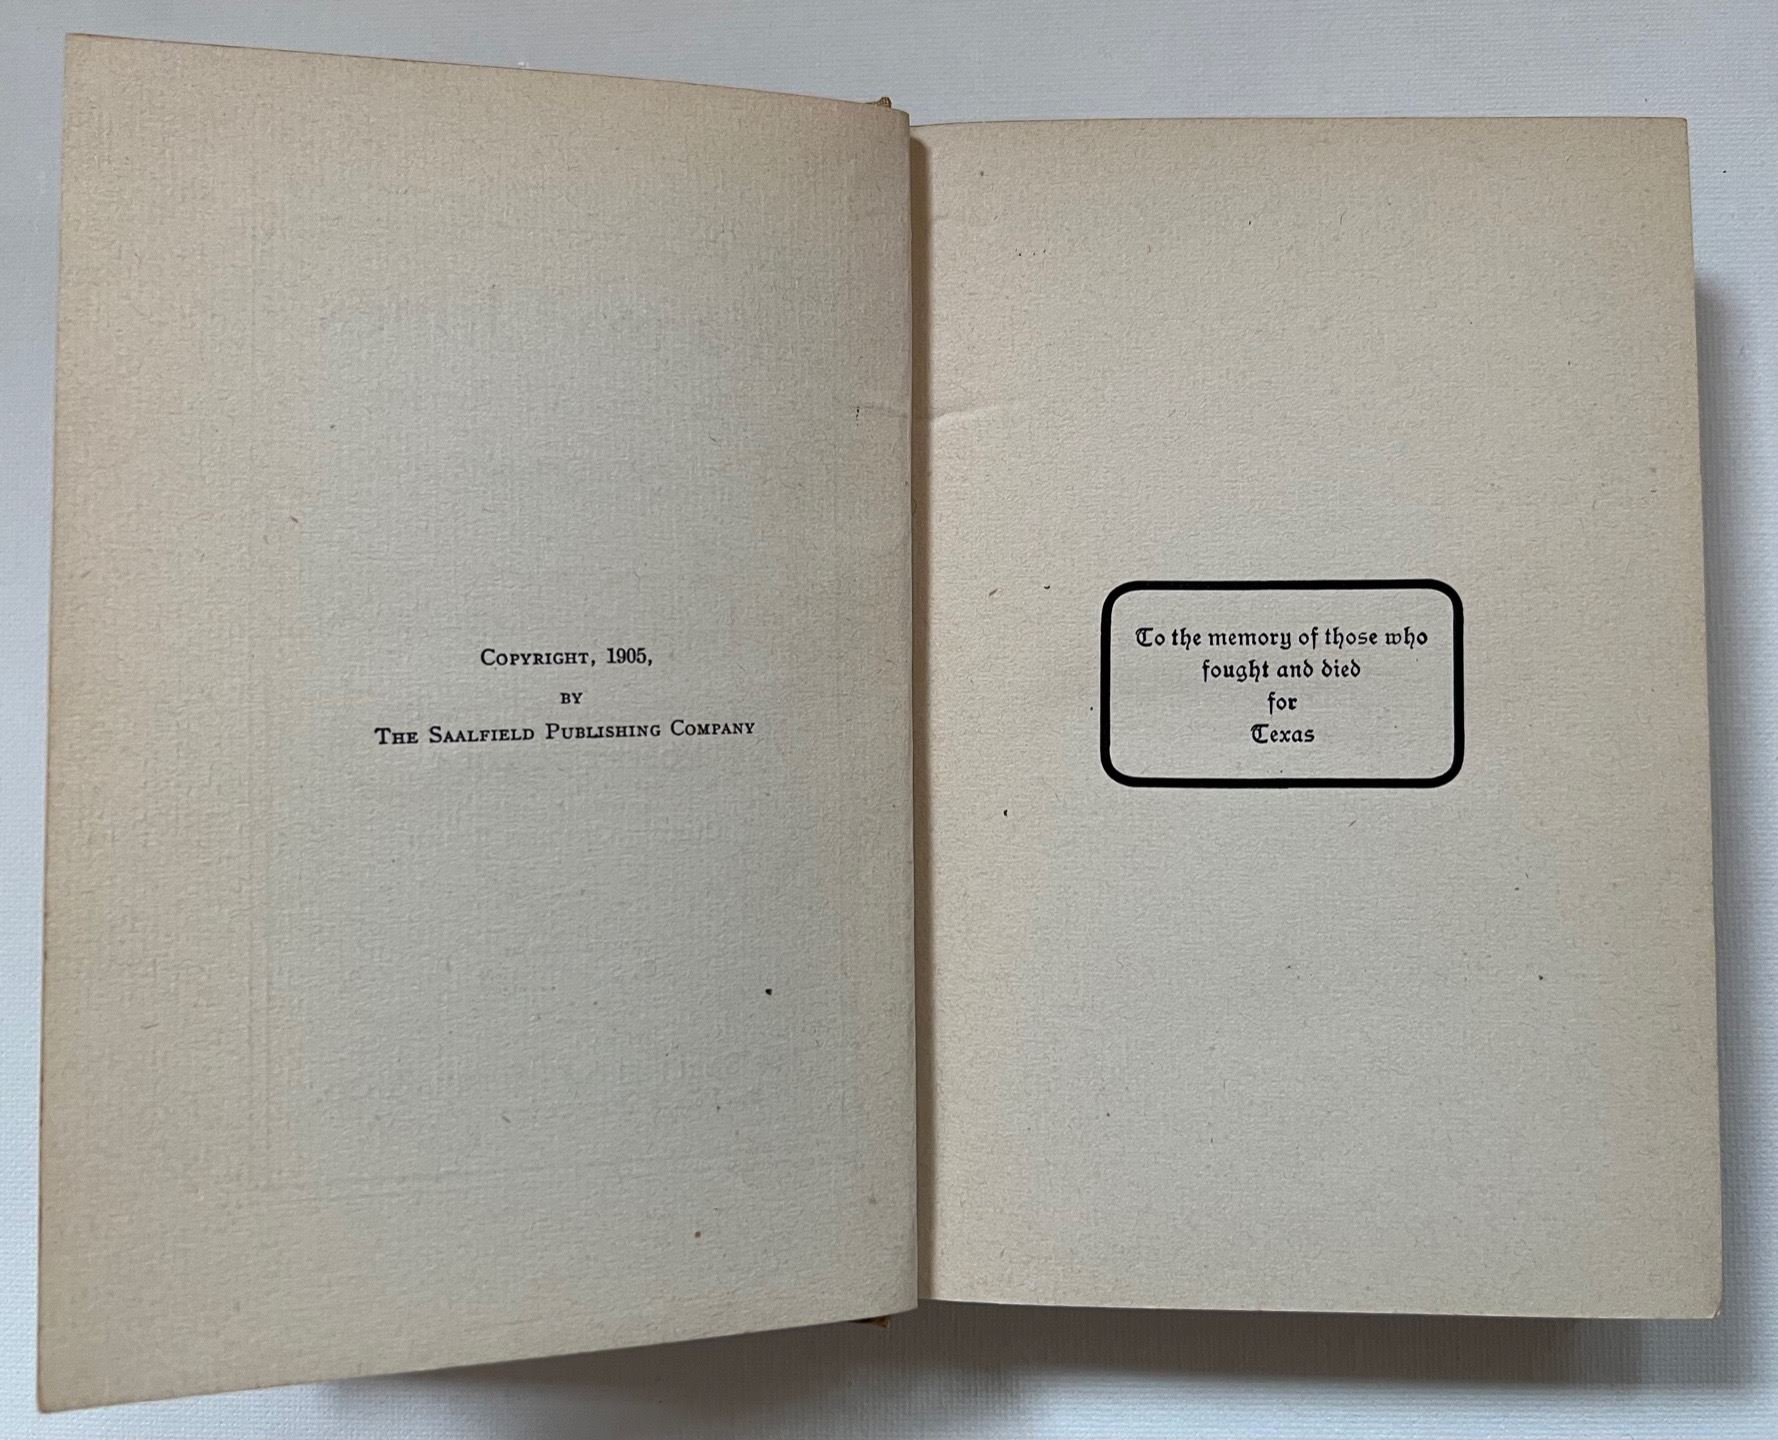 Copyright, 1905,
by
The Saalfield Publishing Company
To the memory of those who
fought and died
for
Texas